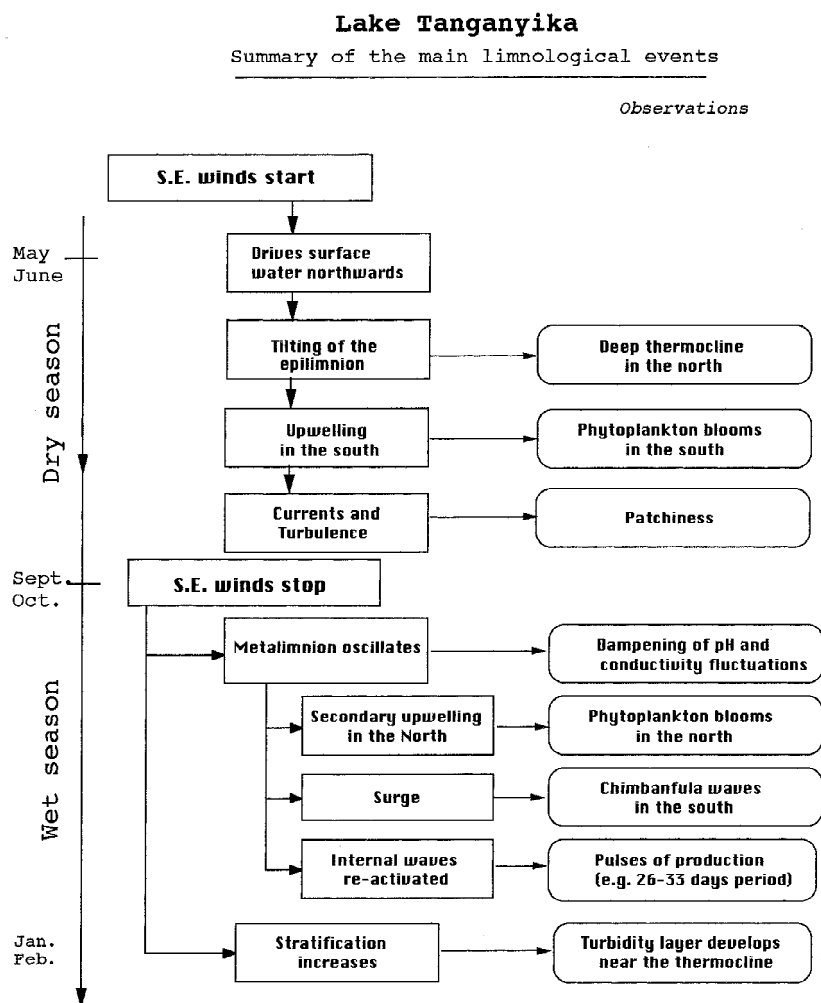 Lake Tanganyika
Summary of the main limnological events
Observations
S.E. winds start
May
June
Drives surface
water northwards
Tilting of the
epilimnion
Deep thermocline
in the north
Dry season
Upwelling
in the south
Phytoplankton blooms
in the south
Currents and
Turbulence
Patchiness
Sept.
Oct.
S.E. winds stop
Metalimnion oscillates
Dampening of pH and
conductivity fluctuations
Wet season
Secondary upwelling
in the North
Phytoplankton blooms
in the north
Surge
Chimbanfula waves
in the south
Internal waves
re-activated
Pulses of production
(e.g. 26-33 days period)
Jan.
Feb.
Stratification
increases
Turbidity layer develops
near the thermocline